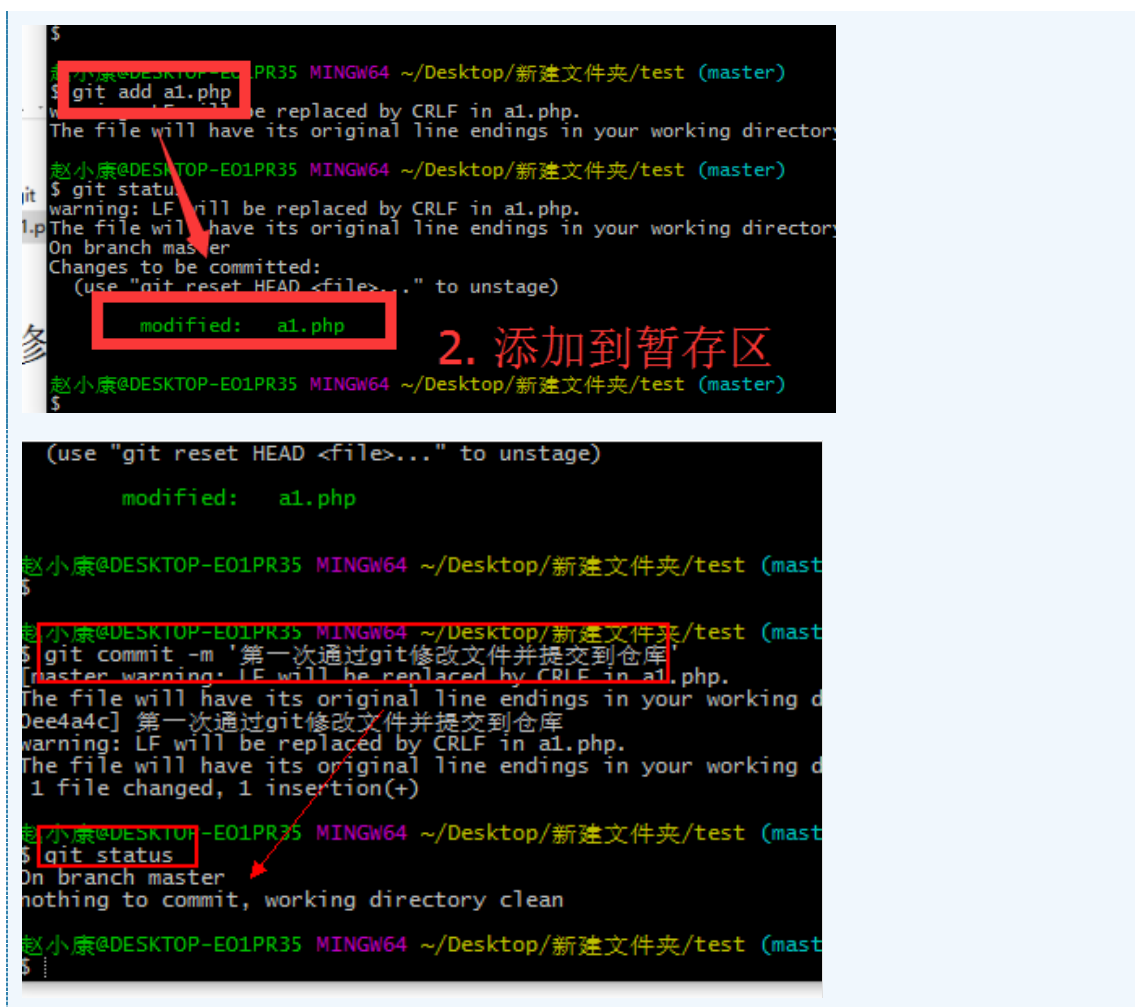 $
赵小康@DESKTOP-EO1PR35 MINGW64 ~/Desktop/新建文件夹/test (master)
$ git add a1.php
warning: LF will be replaced by CRLF in a1.php.
The file will have its original line endings in your working directory
赵小康@DESKTOP-EO1PR35 MINGW64 ~/Desktop/新建文件夹/test (master)
$ git status
warning: LF will be replaced by CRLF in a1.php.
The file will have its original line endings in your working directory
On branch master
Changes to be committed:
(use "git reset HEAD <file>..." to unstage)
modified: a1.php
2. 添加到暂存区
赵小康@DESKTOP-EO1PR35 MINGW64 ~/Desktop/新建文件夹/test (master)
$
git
1.p
修
(use "git reset HEAD <file>..." to unstage)
modified: a1.php
赵小康@DESKTOP-EO1PR35 MINGW64 ~/Desktop/新建文件夹/test (mast
$
赵小康@DESKTOP-EO1PR35 MINGW64 ~/Desktop/新建文件夹/test (mast
$ git commit -m '第一次通过git修改文件并提交到仓库'
[master warning: LF will be replaced by CRLF in a1.php.
The file will have its original line endings in your working d
0ee4a4c] 第一次通过git修改文件并提交到仓库
warning: LF will be replaced by CRLF in a1.php.
The file will have its original line endings in your working d
1 file changed, 1 insertion(+)
赵小康@DESKTOP-EO1PR35 MINGW64 ~/Desktop/新建文件夹/test (mast
$ git status
On branch master
nothing to commit, working directory clean
赵小康@DESKTOP-EO1PR35 MINGW64 ~/Desktop/新建文件夹/test (mast
$